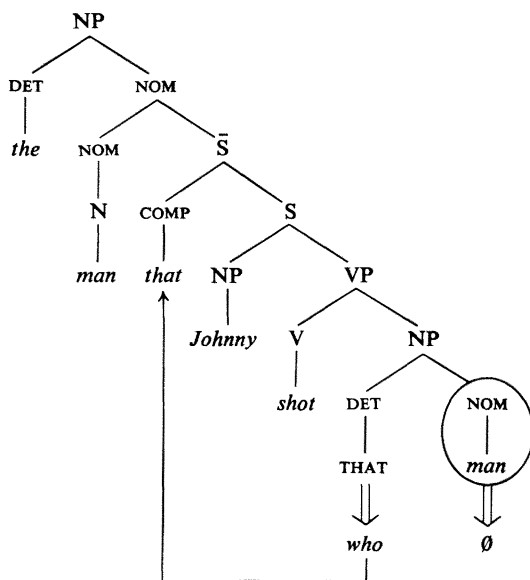 NP
DET NOM
the NOM S̄
N COMP S
man that NP VP
Johnny V NP
shot DET NOM
THAT man
who ∅